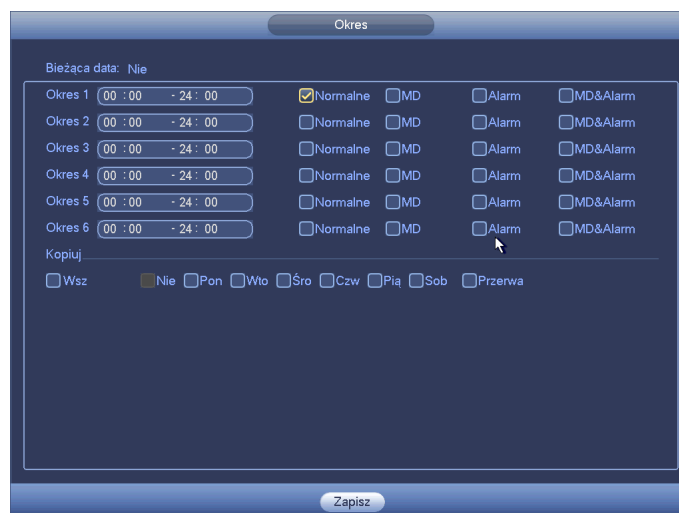 Okres
Bieżąca data: Nie
Okres 1 00 :00 - 24 : 00 Normalne MD Alarm MD&Alarm
Okres 2 00 :00 - 24 : 00 Normalne MD Alarm MD&Alarm
Okres 3 00 :00 - 24 : 00 Normalne MD Alarm MD&Alarm
Okres 4 00 :00 - 24 : 00 Normalne MD Alarm MD&Alarm
Okres 5 00 :00 - 24 : 00 Normalne MD Alarm MD&Alarm
Okres 6 00 :00 - 24 : 00 Normalne MD Alarm MD&Alarm
Kopiuj
Wsz Nie Pon Wto Śro Czw Pią Sob Przerwa
Zapisz